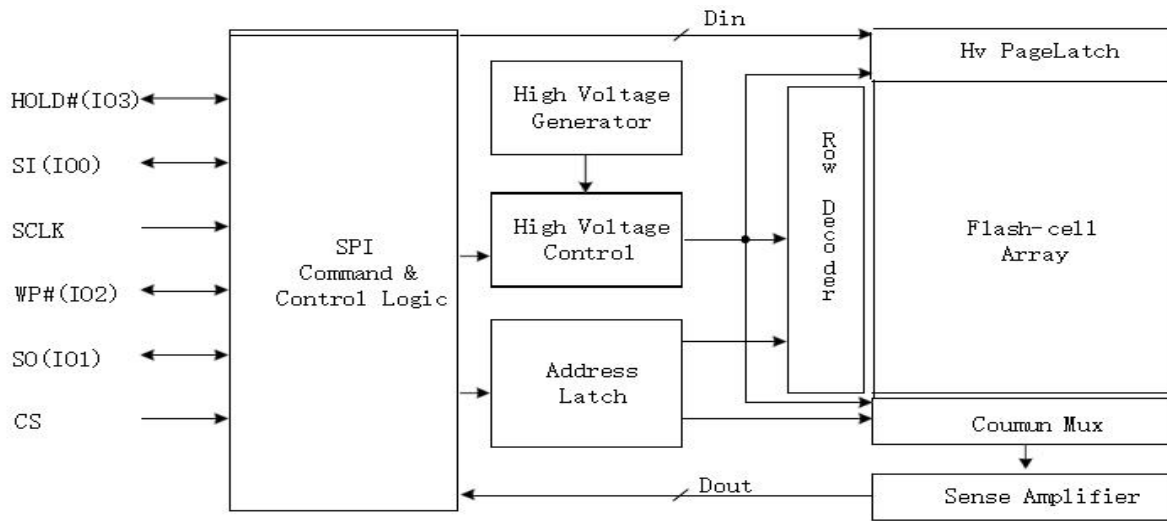 Din
Hv PageLatch
HOLD#(IO3)
High Voltage
Generator
SI(IO0)
Row Decoder
SCLK
High Voltage
Control
SPI
Command &
Control Logic
Flash-cell
Array
WP#(IO2)
SO(IO1)
Address
Latch
CS
Coumun Mux
Dout
Sense Amplifier